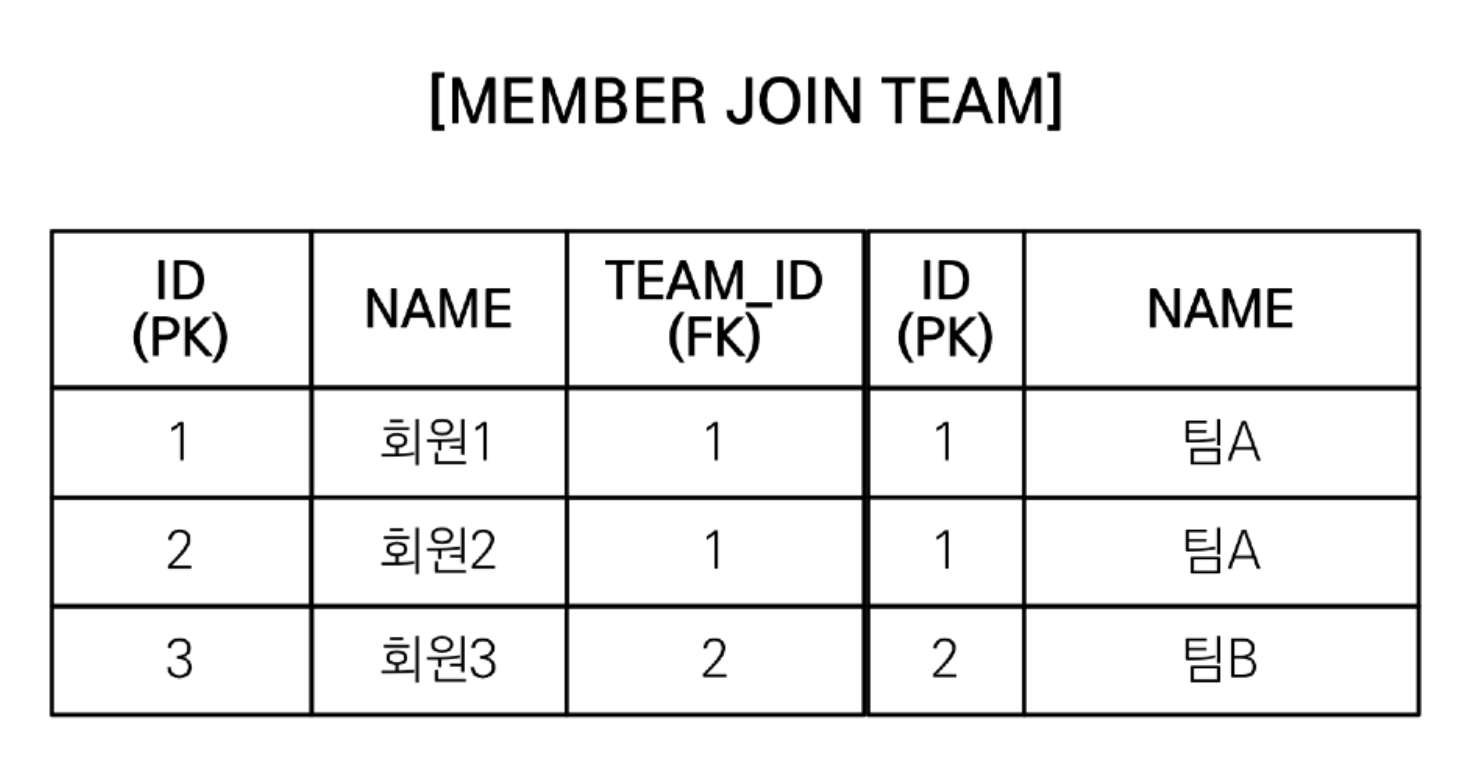 [MEMBER JOIN TEAM]
ID (PK) NAME TEAM_ID (FK) ID (PK) NAME
1 회원1 1 1 팀A
2 회원2 1 1 팀A
3 회원3 2 2 팀B